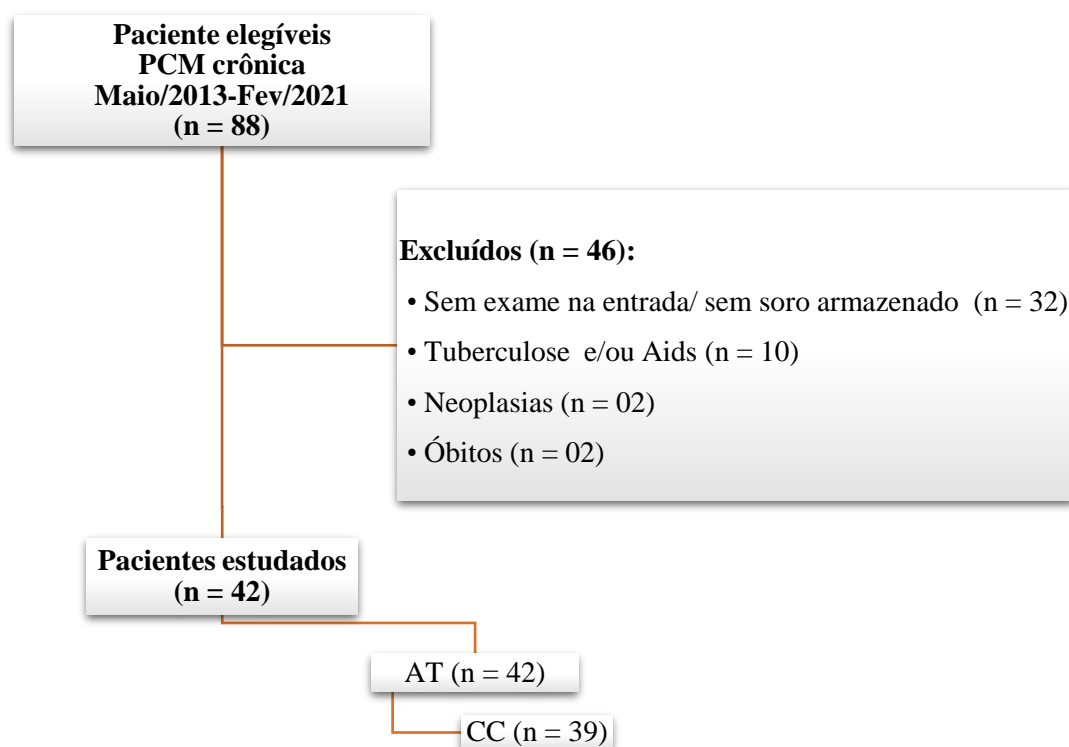 Paciente elegíveis
PCM crônica
Maio/2013-Fev/2021
(n = 88)
Excluídos (n = 46):
• Sem exame na entrada/ sem soro armazenado  (n = 32)
• Tuberculose  e/ou Aids (n = 10)
• Neoplasias (n = 02)
• Óbitos (n = 02)
Pacientes estudados
(n = 42)
AT (n = 42)
CC (n = 39)